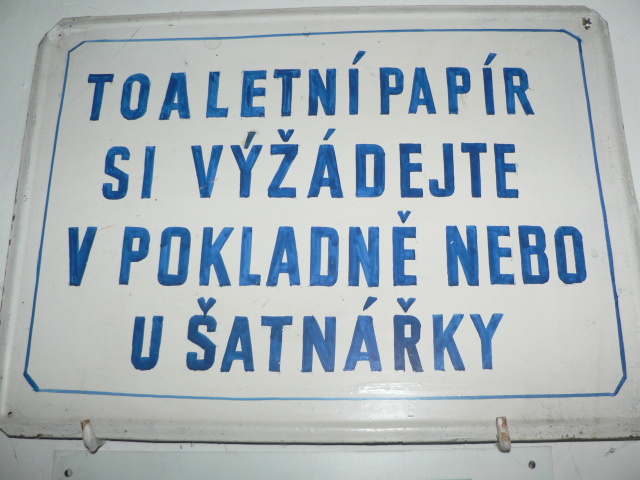 TOALETNÍ PAPÍR
SI VÝŽÁDEJTE
V POKLADNĚ NEBO
U ŠATNÁŘKY